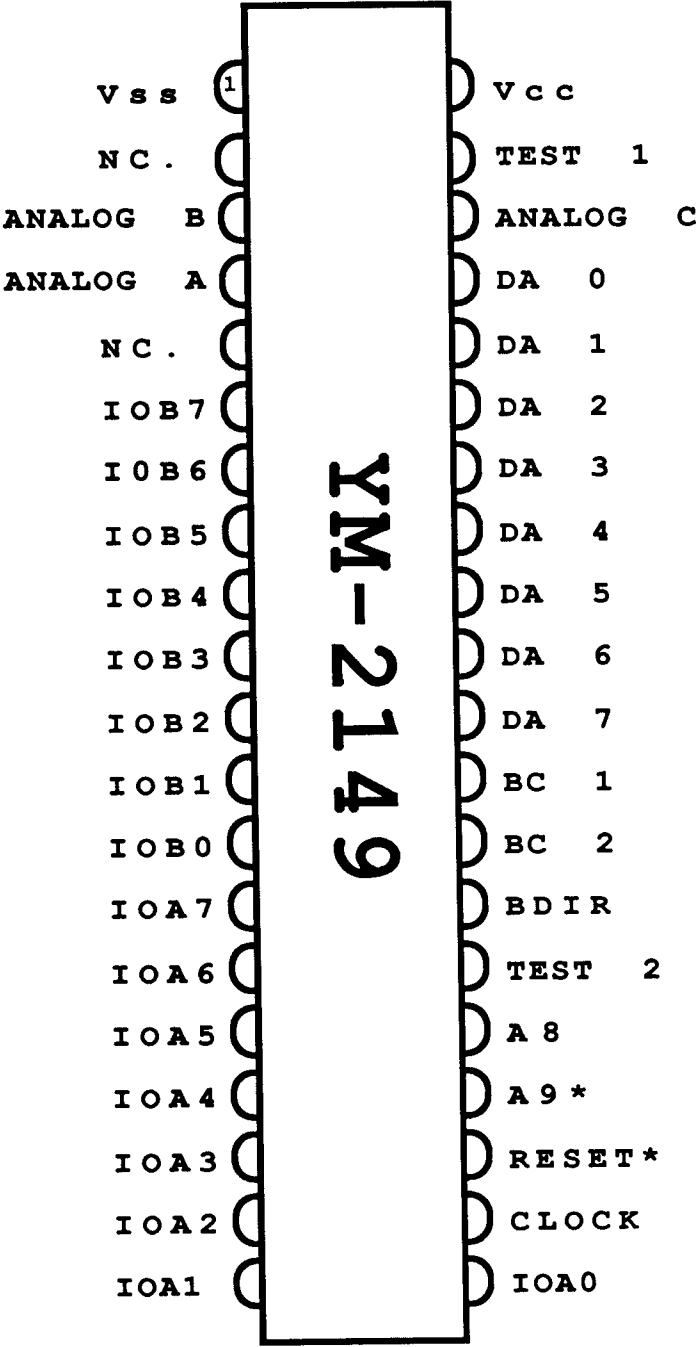 Vss 1 Vcc
NC. TEST 1
ANALOG B ANALOG C
ANALOG A DA 0
NC. DA 1
IOB7 DA 2
I0B6 DA 3
IOB5 DA 4
IOB4 DA 5
IOB3 DA 6
IOB2 DA 7
IOB1 BC 1
IOB0 BC 2
IOA7 BDIR
IOA6 TEST 2
IOA5 A8
IOA4 A9*
IOA3 RESET*
IOA2 CLOCK
IOA1 IOA0
YM-2149